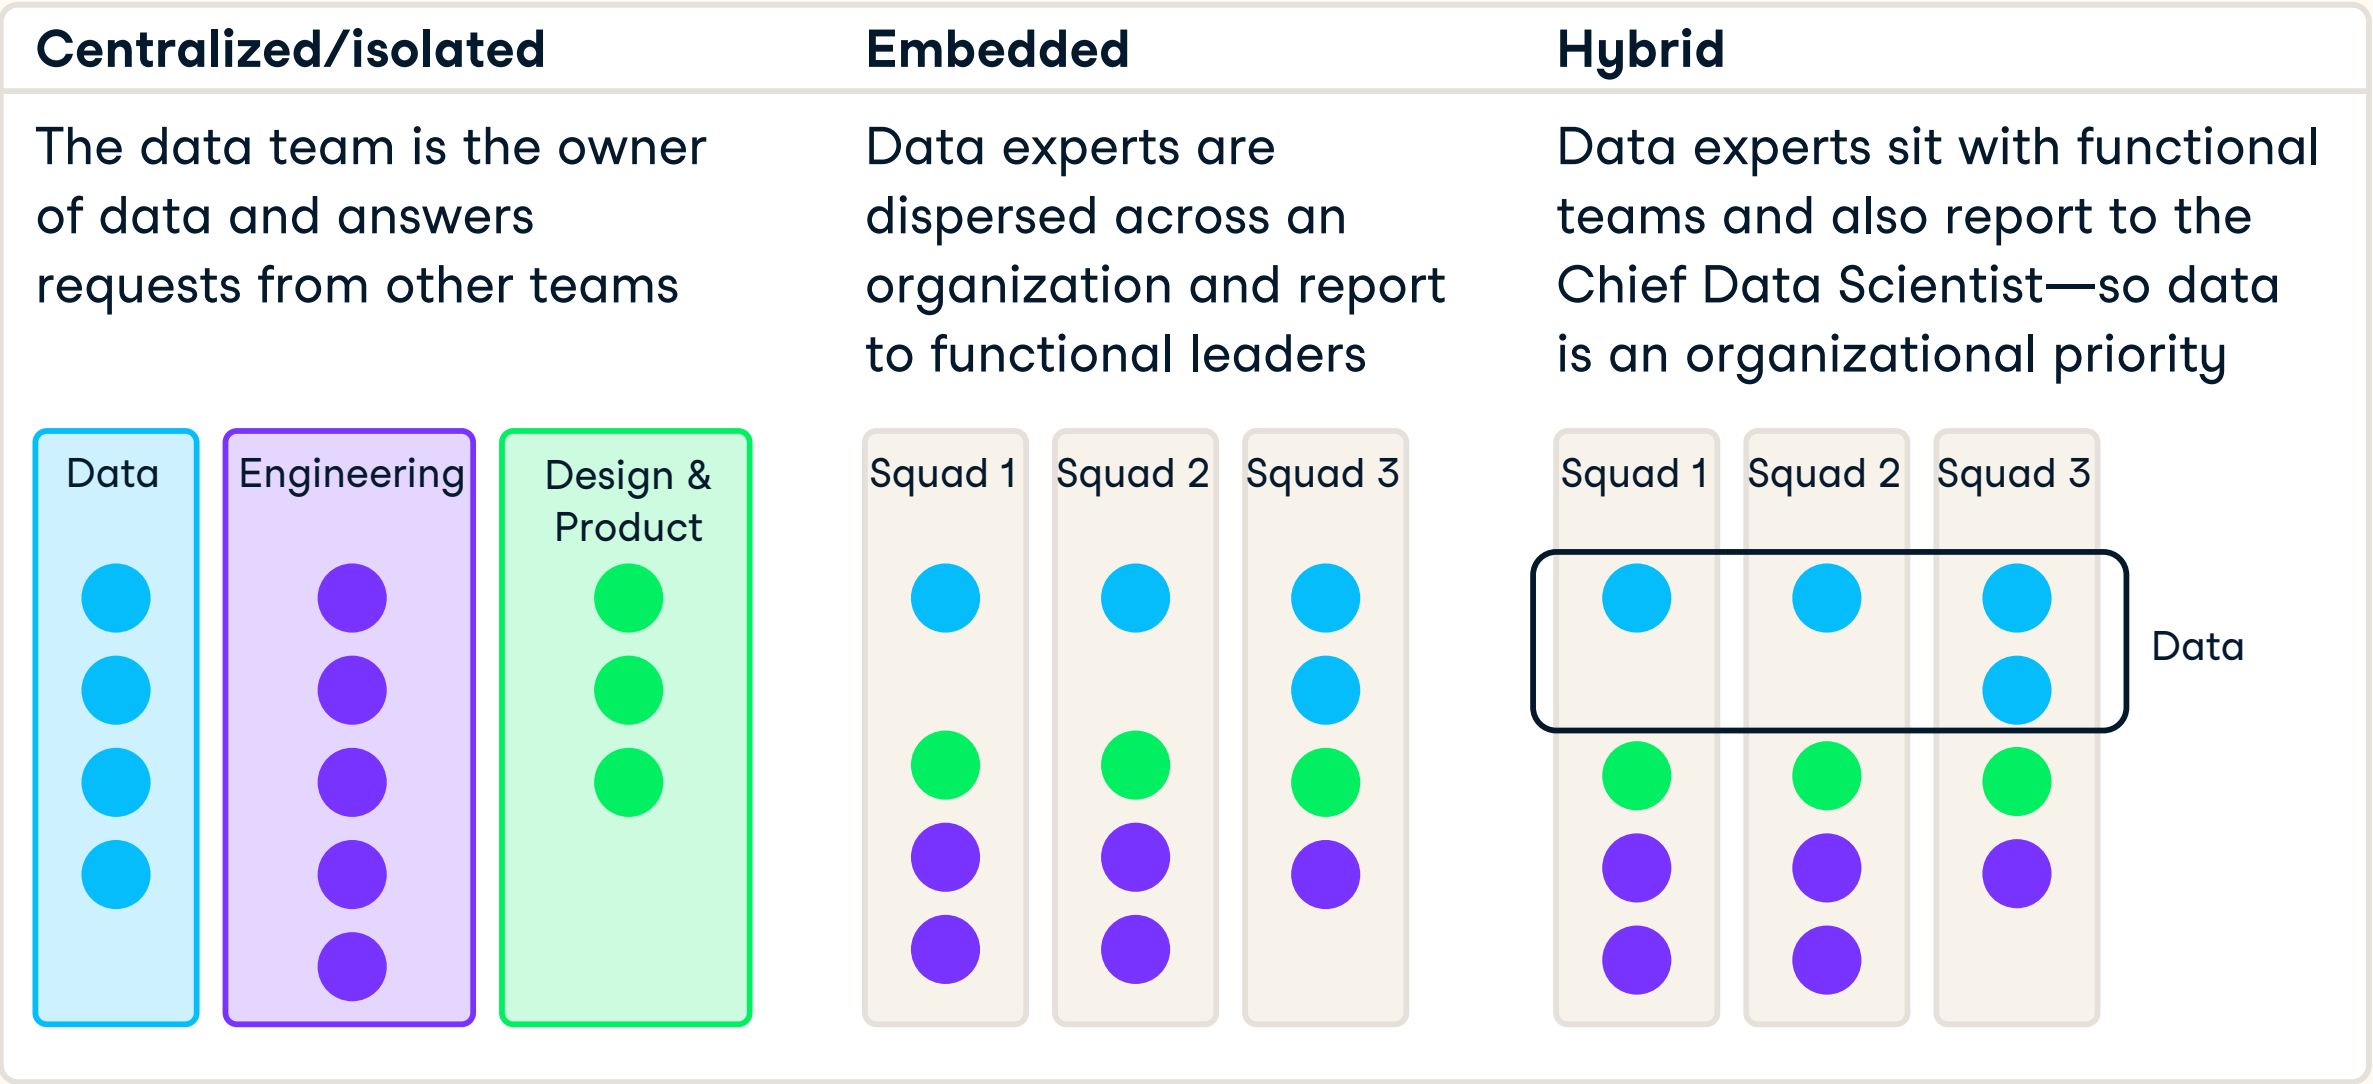 Centralized/isolated
The data team is the owner
of data and answers
requests from other teams
Data
Engineering
Design &
Product
Embedded
Data experts are
dispersed across an
organization and report
to functional leaders
Squad 1
Squad 2
Squad 3
Hybrid
Data experts sit with functional
teams and also report to the
Chief Data Scientist—so data
is an organizational priority
Squad 1
Squad 2
Squad 3
Data